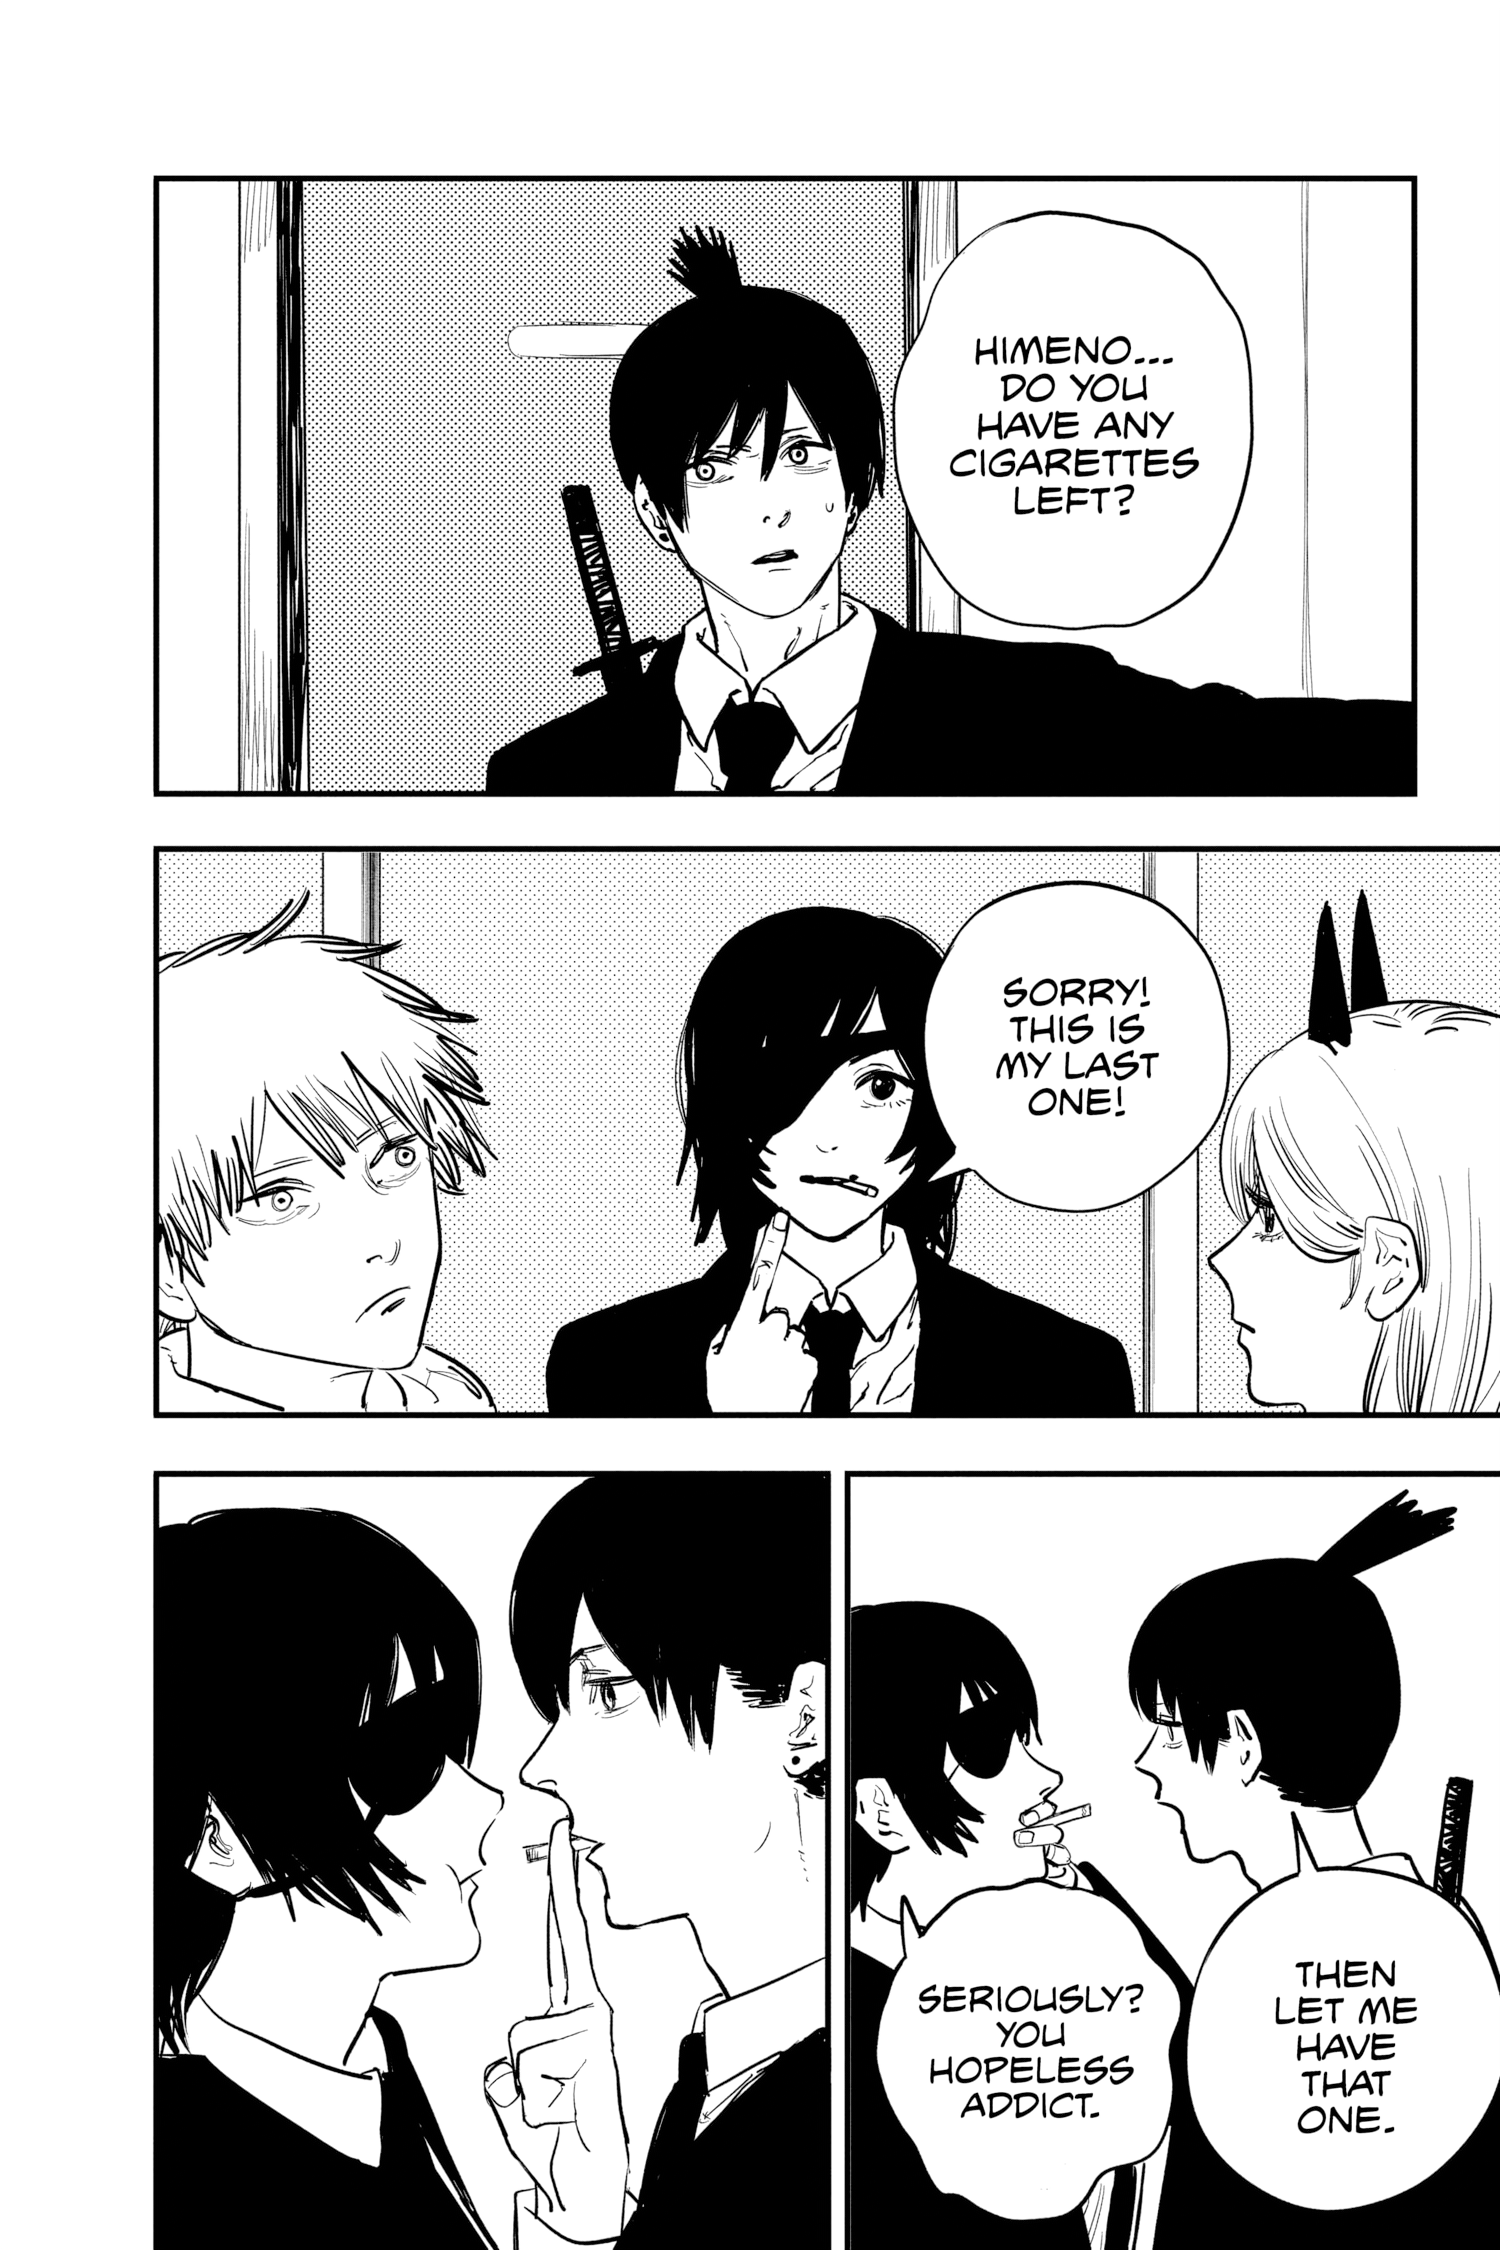 HIMENO...
DO YOU
HAVE ANY
CIGARETTES
LEFT?
SORRY!
THIS IS
MY LAST
ONE!
THEN
LET ME
HAVE
THAT
ONE.
SERIOUSLY?
YOU
HOPELESS
ADDICT.